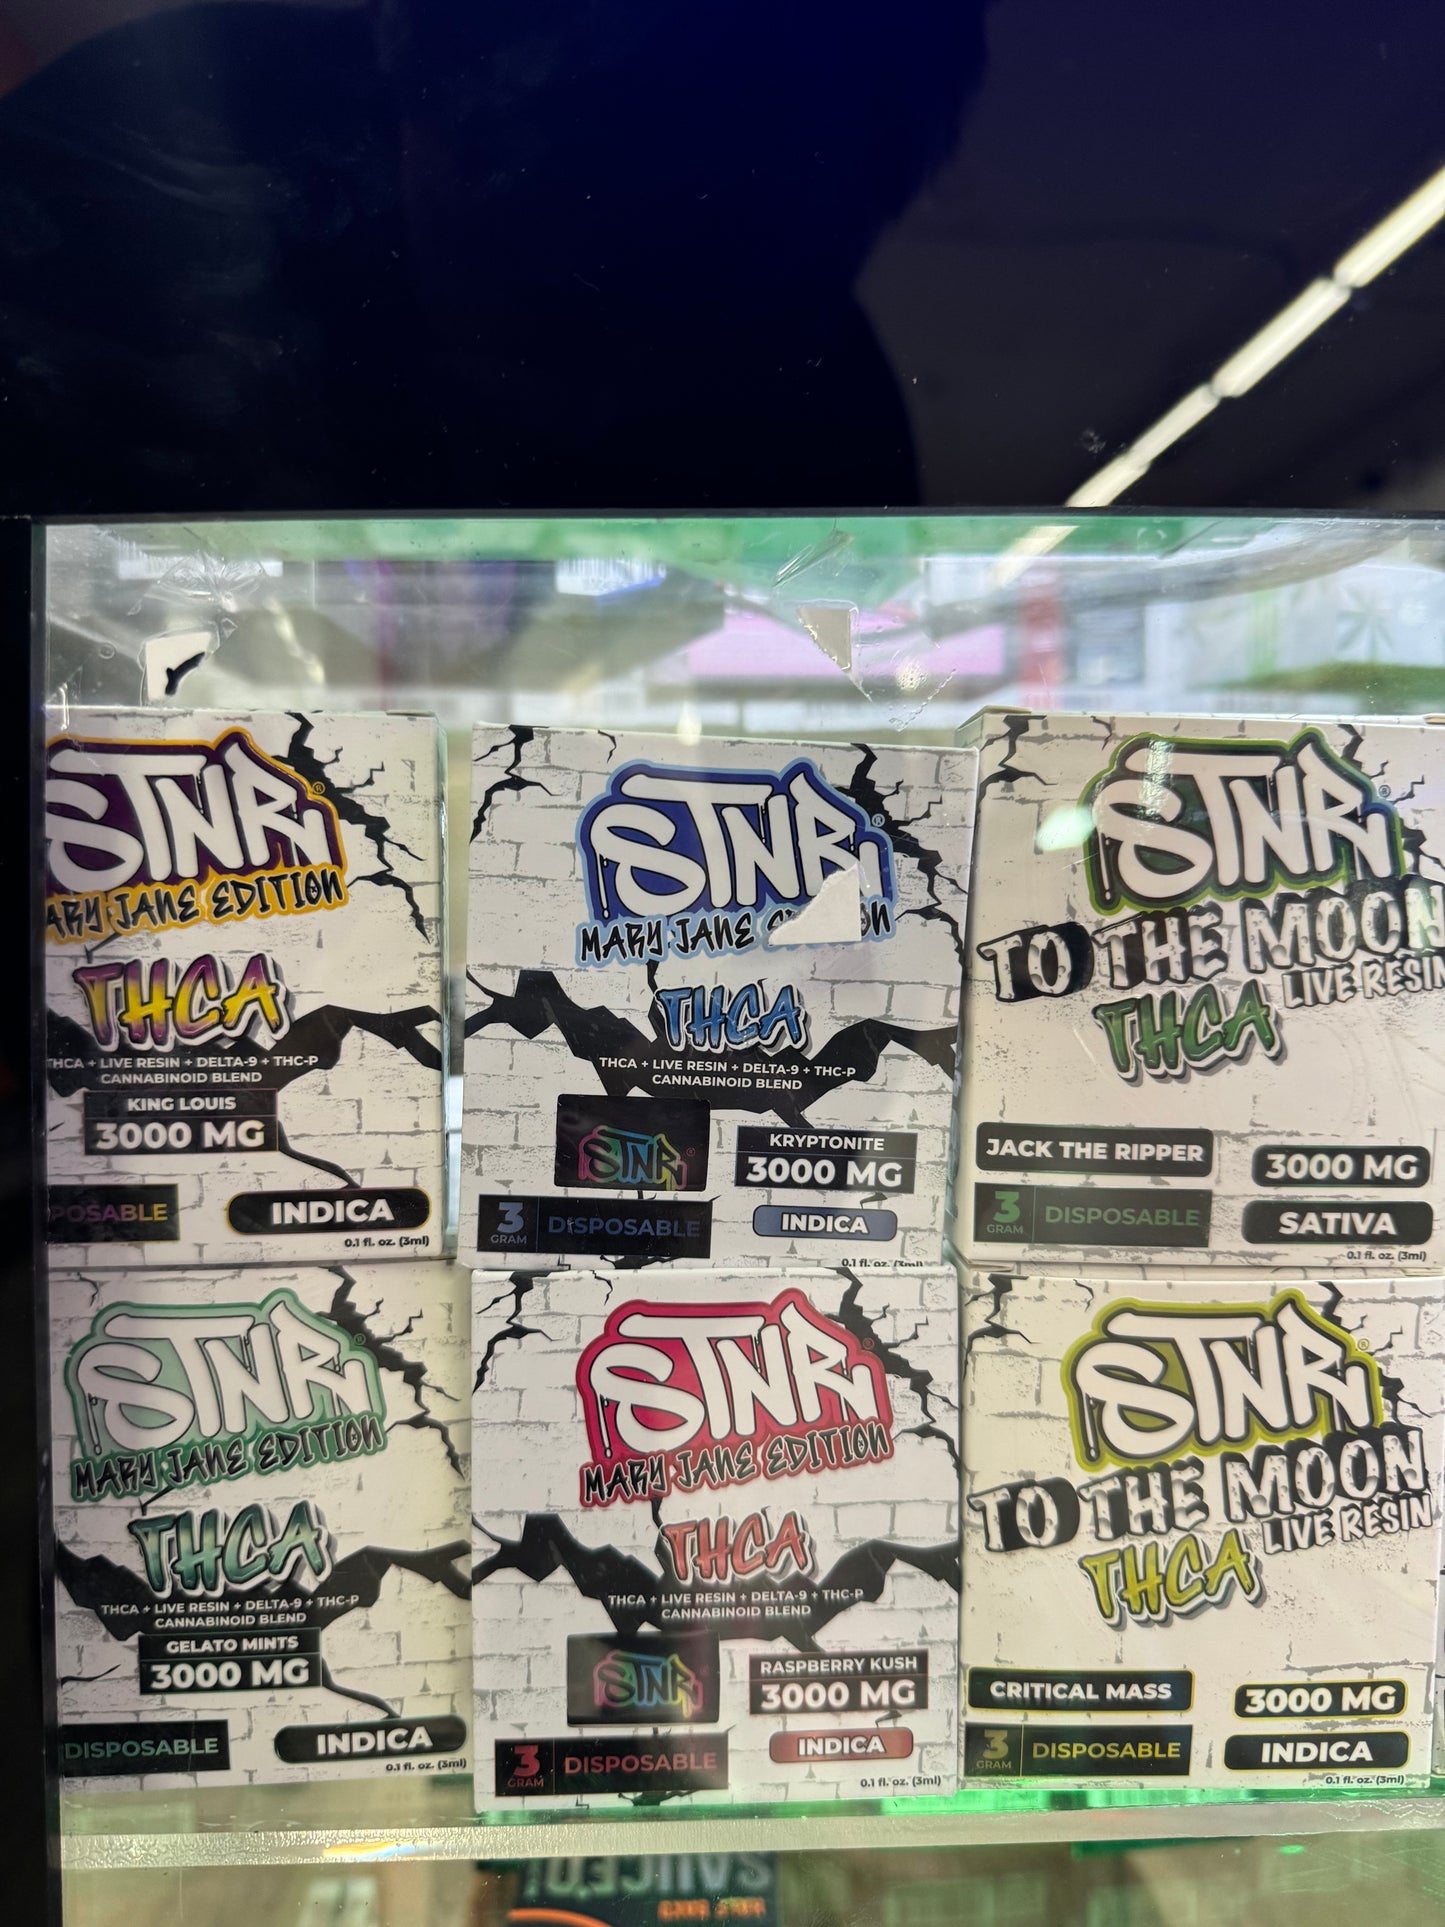 STNR®
ARY JANE EDITION
THCA
THCA + LIVE RESIN + DELTA-9 + THC-P
CANNABINOID BLEND
KING LOUIS
3000 MG
POSABLE
INDICA
0.1 fl. oz. (3ml)
STNR®
MARY JANE
THCA
THCA + LIVE RESIN + DELTA-9 + THC-P
CANNABINOID BLEND
STNR®
KRYPTONITE
3000 MG
3 GRAM
DISPOSABLE
INDICA
0.1 fl. oz. (3ml)
STNR®
TO THE MOON
LIVE RESIN
THCA
JACK THE RIPPER
3000 MG
3 GRAM
DISPOSABLE
SATIVA
0.1 fl. oz. (3ml)
STNR®
MARY JANE EDITION
THCA
THCA + LIVE RESIN + DELTA-9 + THC-P
CANNABINOID BLEND
GELATO MINTS
3000 MG
DISPOSABLE
INDICA
0.1 fl. oz. (3ml)
STNR®
MARY JANE EDITION
THCA
THCA + LIVE RESIN + DELTA-9 + THC-P
CANNABINOID BLEND
STNR®
RASPBERRY KUSH
3000 MG
3 GRAM
DISPOSABLE
INDICA
0.1 fl. oz. (3ml)
STNR®
TO THE MOON
LIVE RESIN
THCA
CRITICAL MASS
3000 MG
3 GRAM
DISPOSABLE
INDICA
0.1 fl. oz. (3ml)